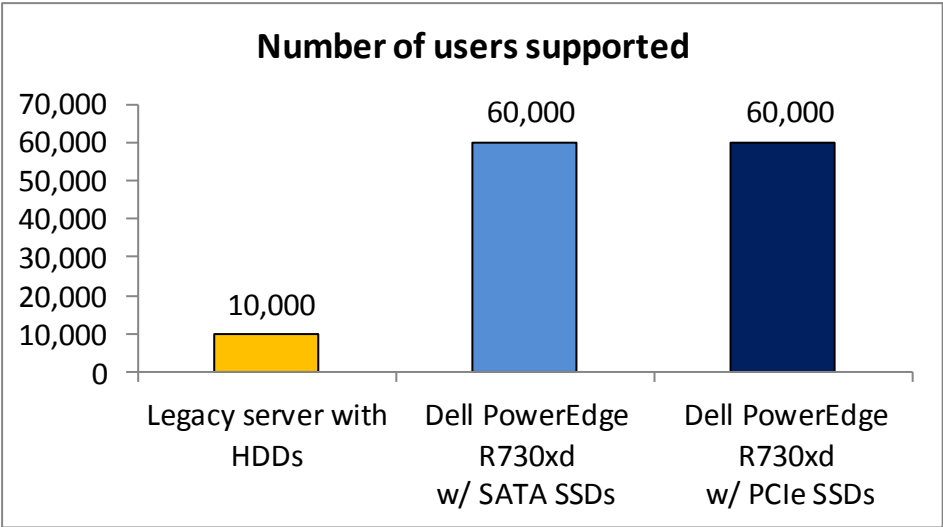 Number of users supported
70,000
60,000
50,000
40,000
30,000
20,000
10,000
0
10,000
60,000
60,000
Legacy server with
HDDs
Dell PowerEdge
R730xd
w/ SATA SSDs
Dell PowerEdge
R730xd
w/ PCIe SSDs